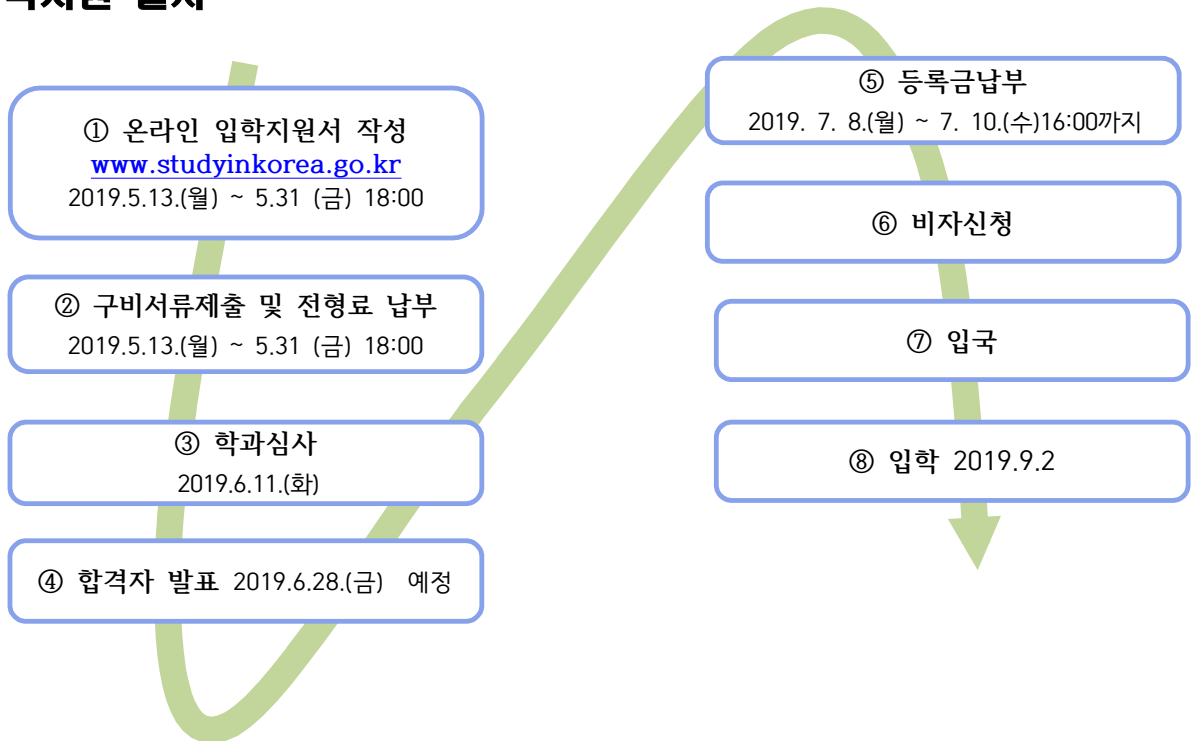 ① 온라인 입학지원서 작성
www.studyinkorea.go.kr
2019.5.13.(월) ~ 5.31 (금) 18:00
② 구비서류제출 및 전형료 납부
2019.5.13.(월) ~ 5.31 (금) 18:00
③ 학과심사
2019.6.11.(화)
④ 합격자 발표 2019.6.28.(금) 예정
⑤ 등록금납부
2019. 7. 8.(월) ~ 7. 10.(수)16:00까지
⑥ 비자신청
⑦ 입국
⑧ 입학 2019.9.2